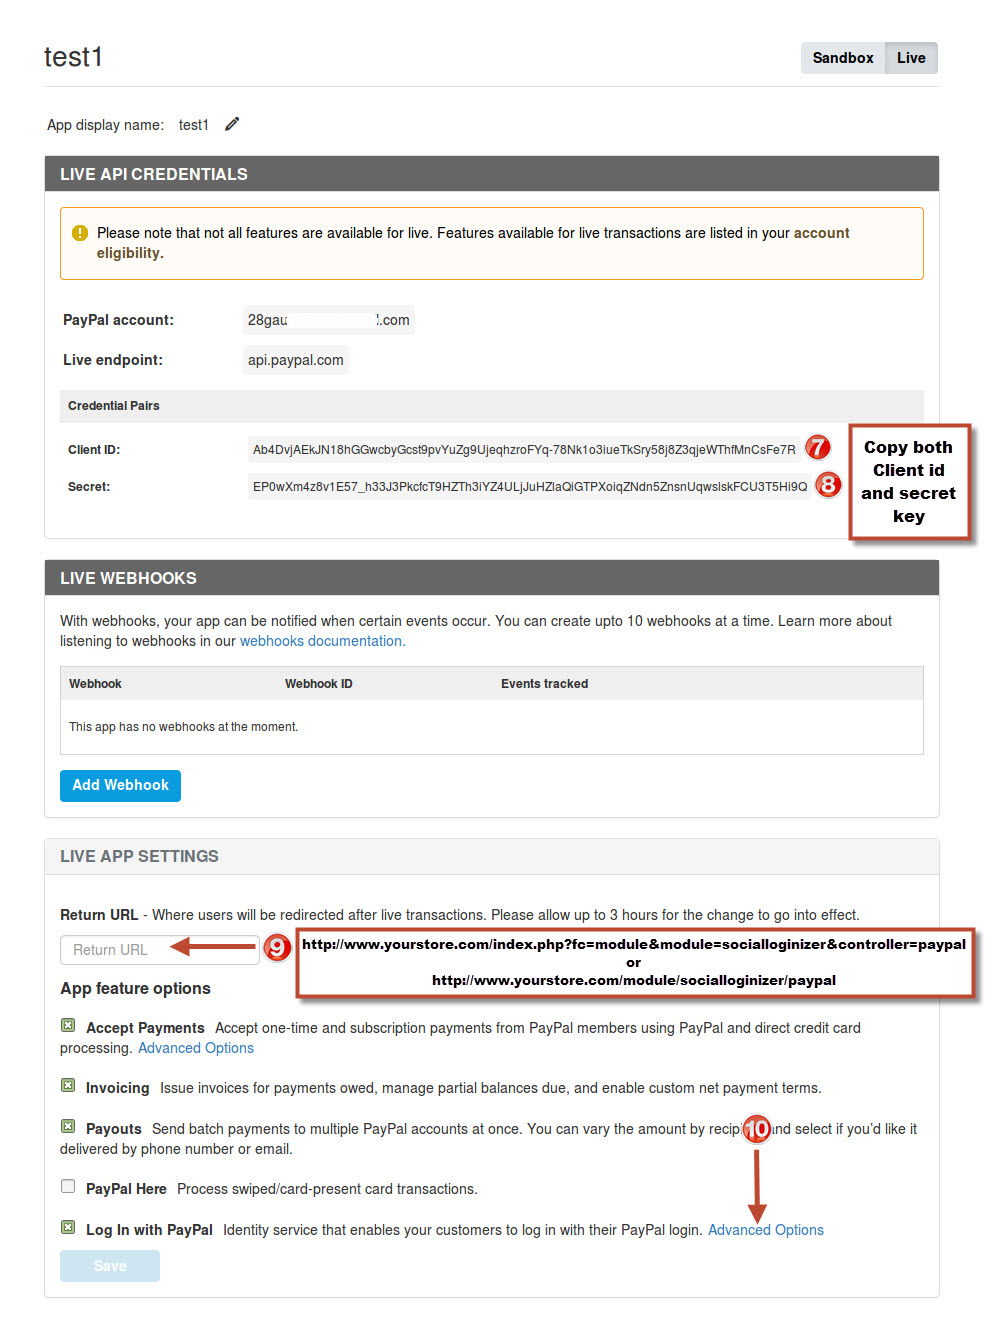 test1
Sandbox Live
App display name: test1
LIVE API CREDENTIALS
Please note that not all features are available for live. Features available for live transactions are listed in your account
eligibility.
PayPal account: 28gau l.com
Live endpoint: api.paypal.com
Credential Pairs
Client ID: Ab4DvjAEkJN18hGGwcbyGcst9pvYuZg9UjeqhzroFYq-78Nk1o3iueTkSry58j8Z3qjeWThfMnCsFe7R 7
Secret: EP0wXm4z8v1E57_h33J3PkcfcT9HZTh3iYZ4ULjJuHZlaQiGTPXoiqZNdn5ZnsnUqwslskFCU3T5Hi9Q 8
Copy both
Client id
and secret
key
LIVE WEBHOOKS
With webhooks, your app can be notified when certain events occur. You can create upto 10 webhooks at a time. Learn more about
listening to webhooks in our webhooks documentation.
Webhook Webhook ID Events tracked
This app has no webhooks at the moment.
Add Webhook
LIVE APP SETTINGS
Return URL - Where users will be redirected after live transactions. Please allow up to 3 hours for the change to go into effect.
Return URL 9
http://www.yourstore.com/index.php?fc=module&module=socialloginizer&controller=paypal
or
http://www.yourstore.com/module/socialloginizer/paypal
App feature options
Accept Payments Accept one-time and subscription payments from PayPal members using PayPal and direct credit card
processing. Advanced Options
Invoicing Issue invoices for payments owed, manage partial balances due, and enable custom net payment terms.
Payouts Send batch payments to multiple PayPal accounts at once. You can vary the amount by recipi 10 and select if you'd like it
delivered by phone number or email.
PayPal Here Process swiped/card-present card transactions.
Log In with PayPal Identity service that enables your customers to log in with their PayPal login. Advanced Options
Save